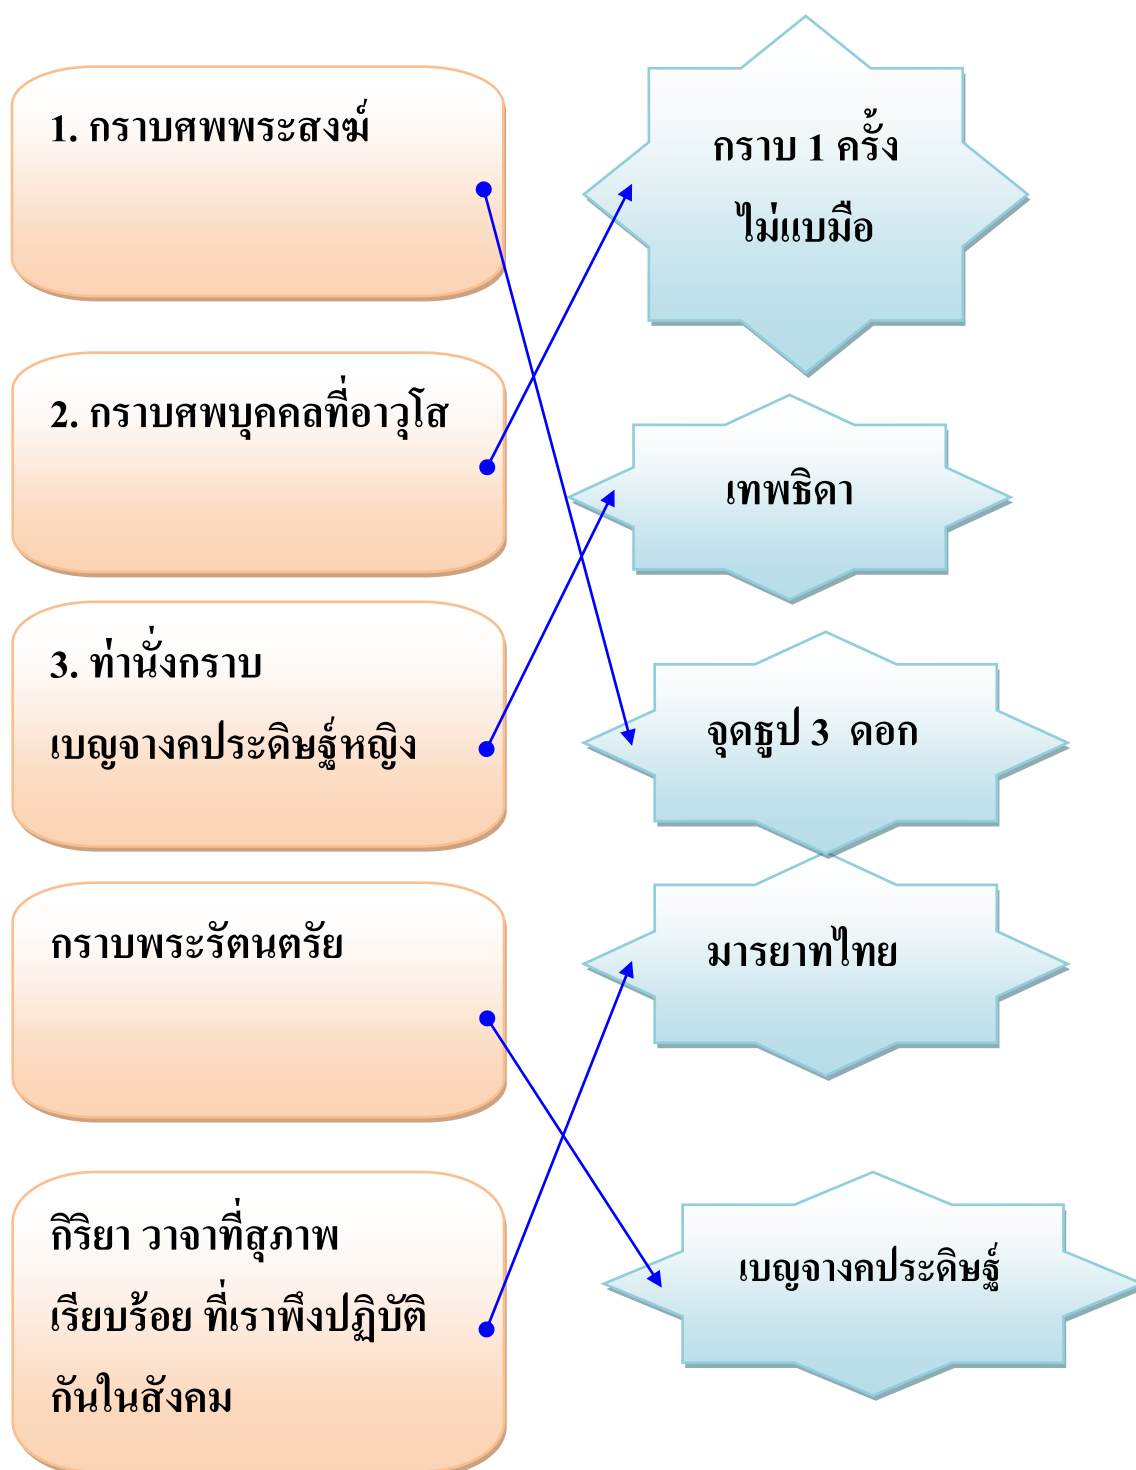 1. กราบศพพระสงฆ์
กราบ 1 ครั้ง
ไม่แบมือ
2. กราบศพบุคคลที่อาวุโส
เทพธิดา
3. ท่านั่งกราบ
เบญจางคประดิษฐ์หญิง
จุดธูป 3 ดอก
กราบพระรัตนตรัย
มารยาทไทย
กิริยา วาจาที่สุภาพ
เรียบร้อย ที่เราพึงปฏิบัติ
กันในสังคม
เบญจางคประดิษฐ์